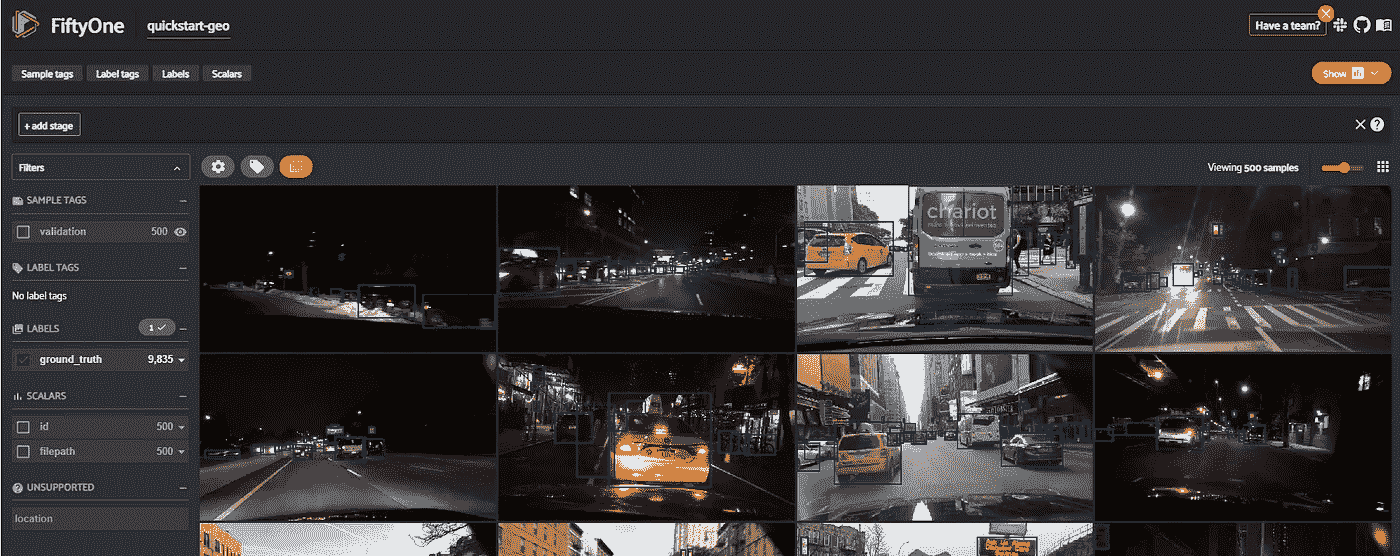 FiftyOne
quickstart-geo
Have a team?
Sample tags
Label tags
Labels
Scalars
Show
+ add stage
Filters
Viewing 500 samples
SAMPLE TAGS
validation 500
LABEL TAGS
No label tags
LABELS
1
ground_truth 9,835
SCALARS
id 500
filepath 500
UNSUPPORTED
location
chariot